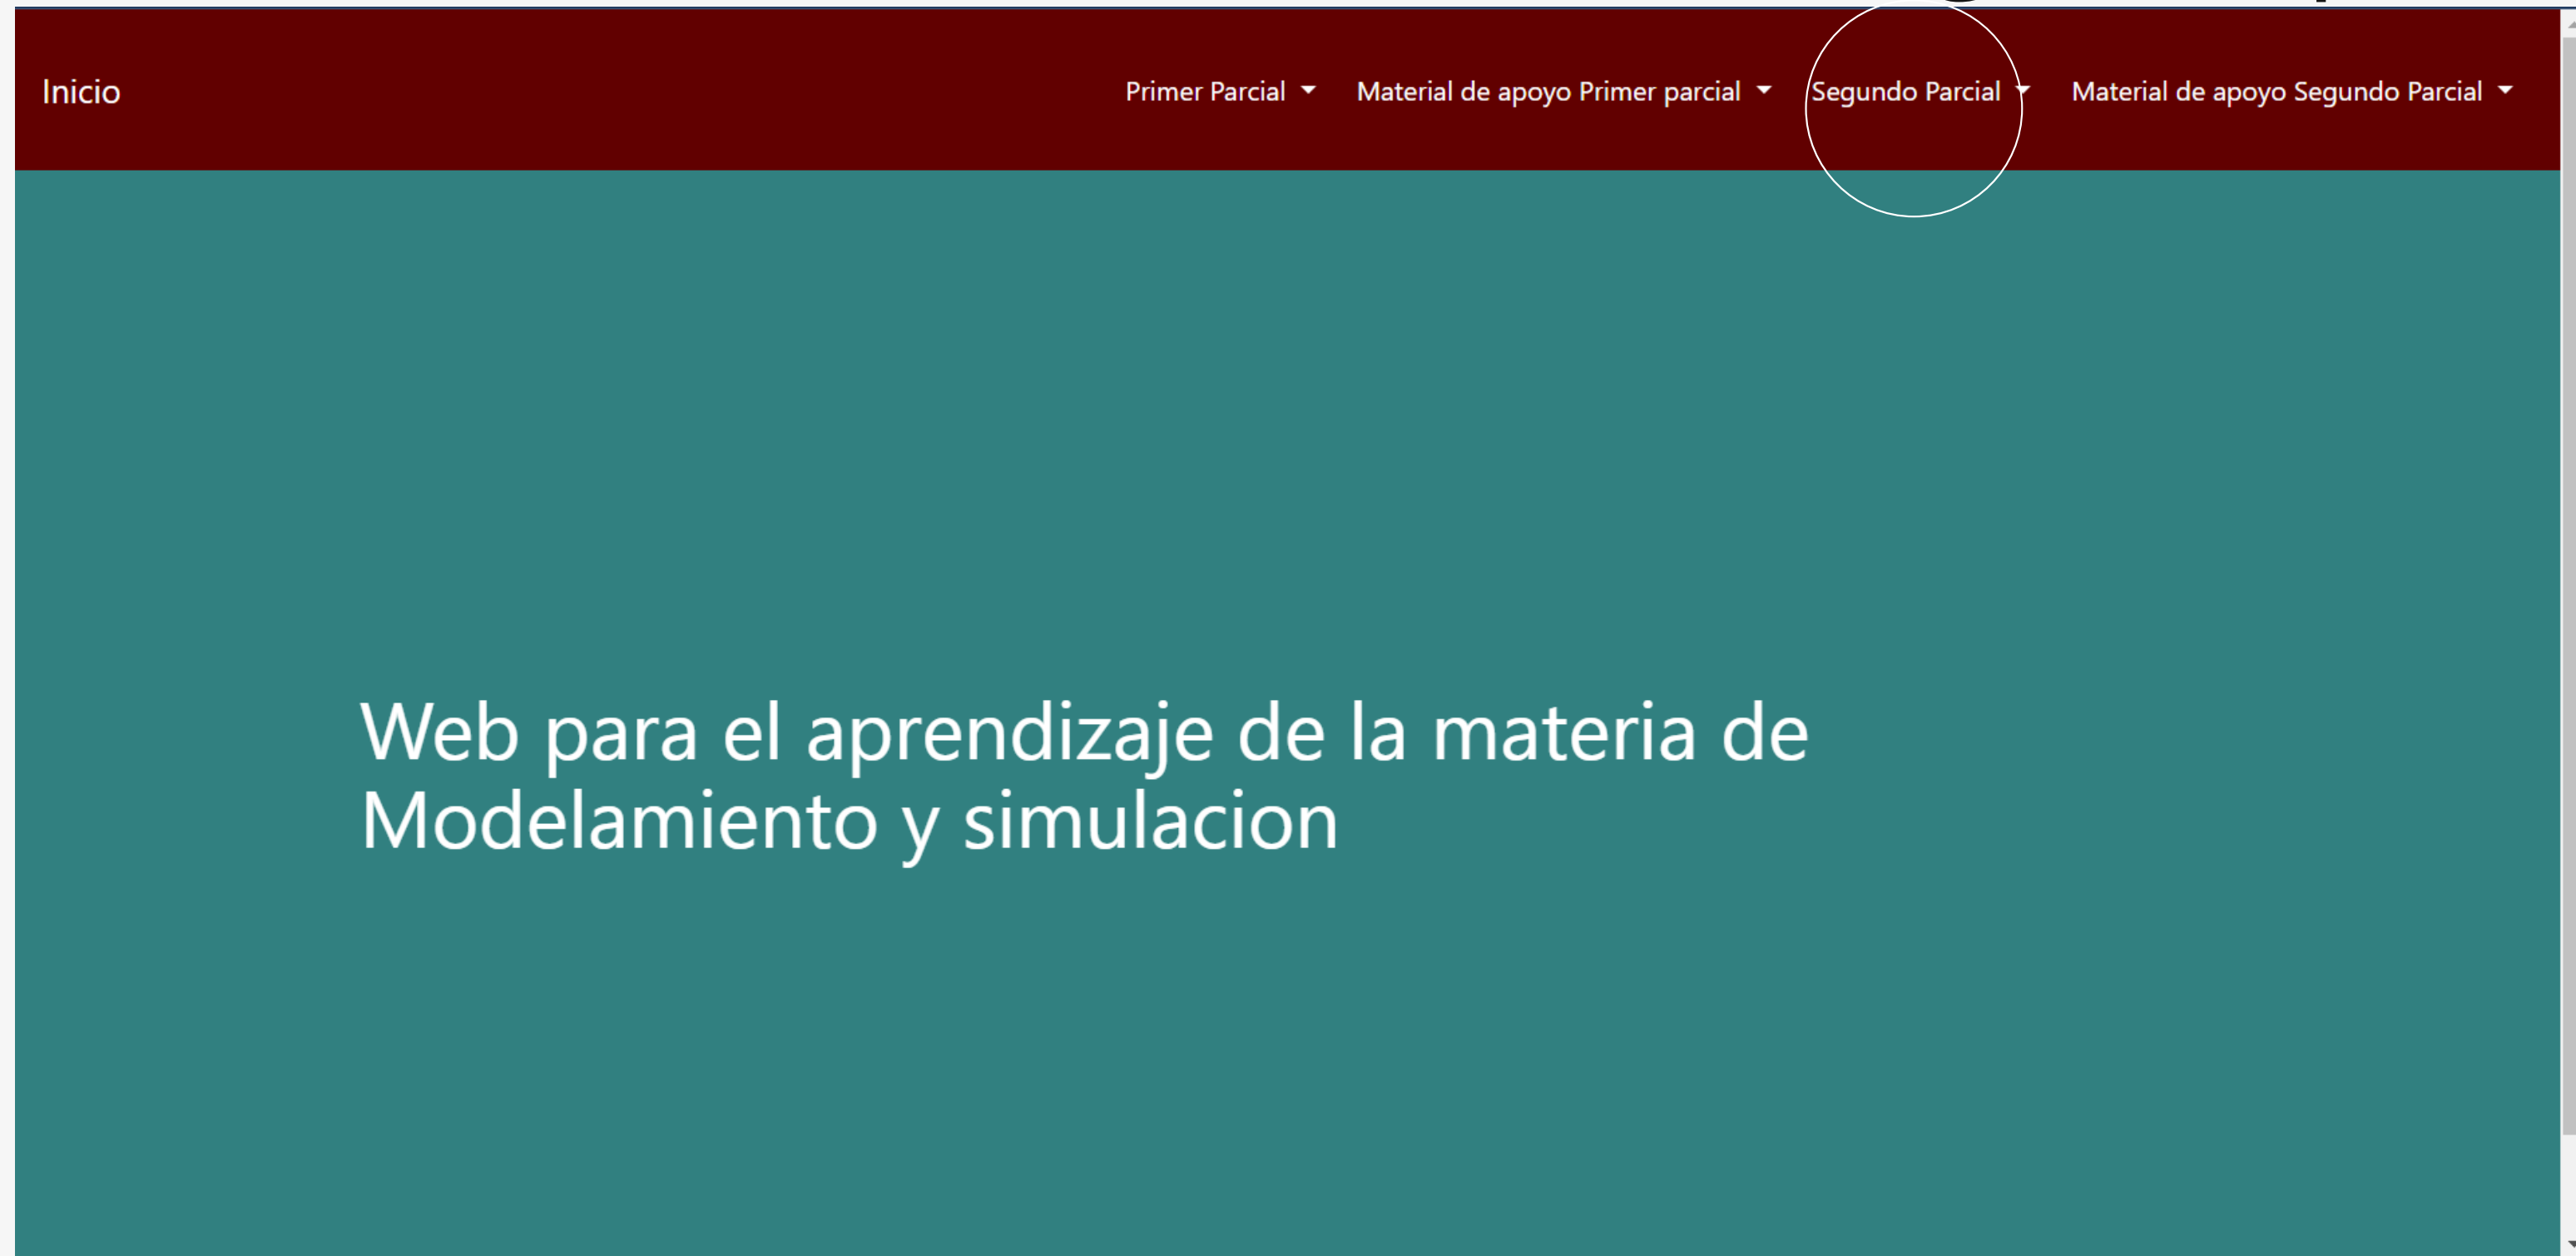 Inicio
Primer Parcial
Material de apoyo Primer parcial
Segundo Parcial
Material de apoyo Segundo Parcial
Web para el aprendizaje de la materia de
Modelamiento y simulacion